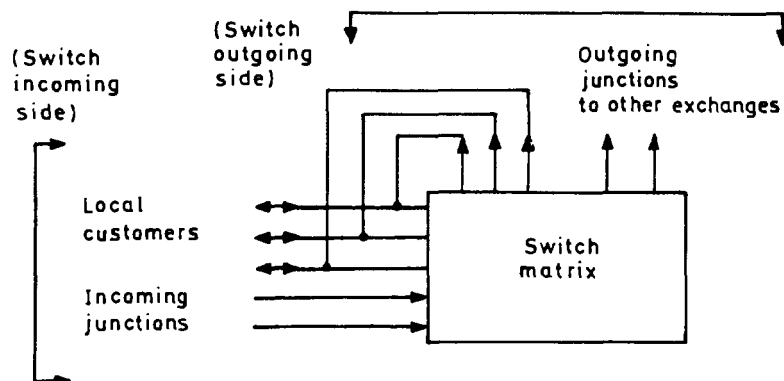 (Switch
incoming
side)
(Switch
outgoing
side)
Outgoing
junctions
to other exchanges
Local
customers
Incoming
junctions
Switch
matrix